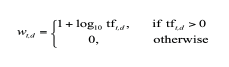 w_{t,d} = { 1 + log₁₀ tf_{t,d}, if tf_{t,d} > 0
0, otherwise